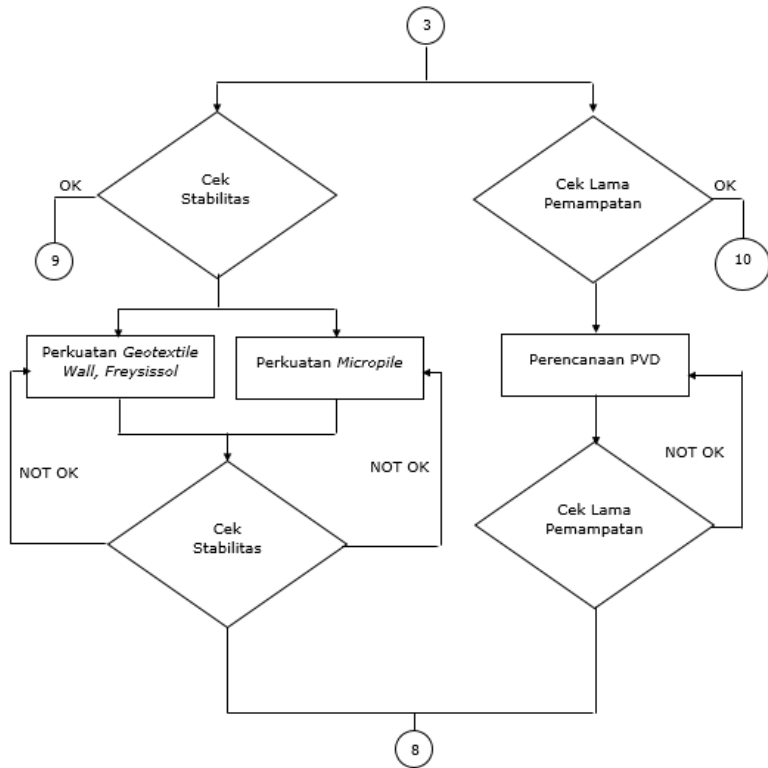 3
Cek
Stabilitas
OK
9
Cek Lama
Pemampatan
OK
10
Perkuatan Geotextile
Wall, Freysissol
Perkuatan Micropile
Perencanaan PVD
NOT OK
NOT OK
NOT OK
Cek
Stabilitas
Cek Lama
Pemampatan
8